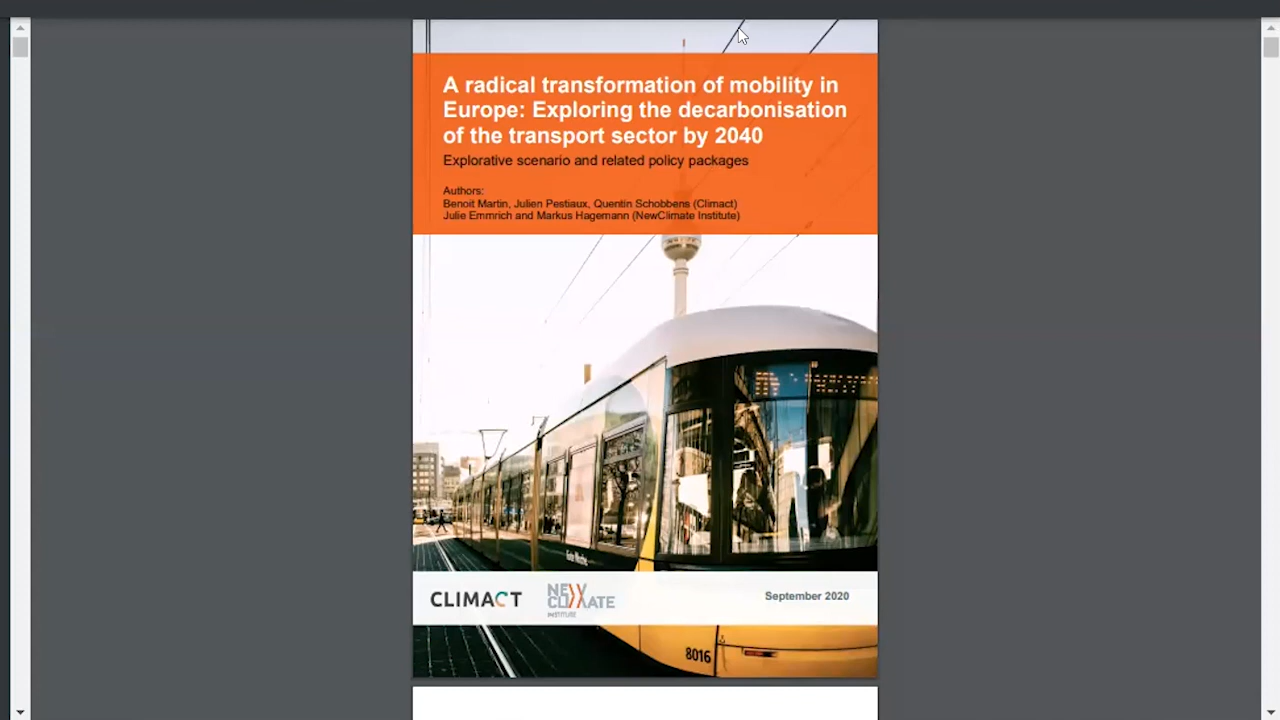 A radical transformation of mobility in
Europe: Exploring the decarbonisation
of the transport sector by 2040
Explorative scenario and related policy packages
Authors:
Benoit Martin, Julien Pestiaux, Quentin Schobbens (Climact)
Julie Emmrich and Markus Hagemann (NewClimate Institute)
CLIMACT
NEW
CLIMATE
INSTITUTE
September 2020
8016